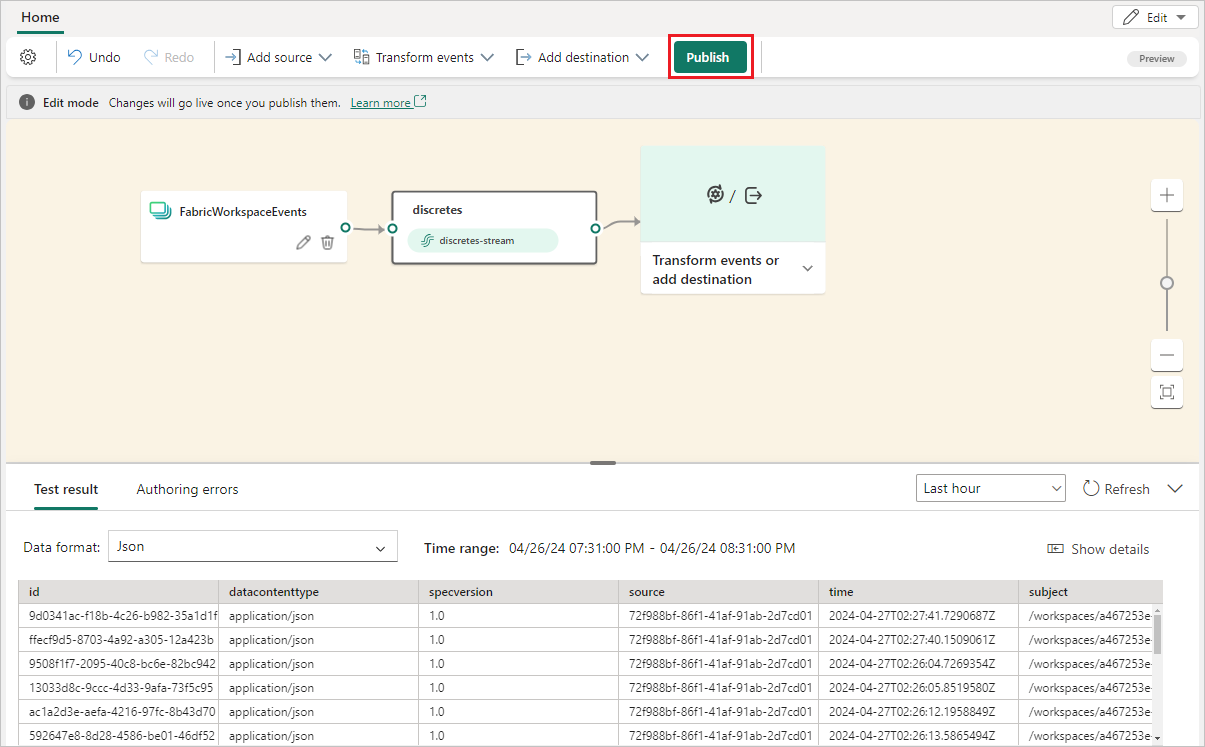 Home
Edit
Undo Redo Add source Transform events Add destination Publish Preview
Edit mode Changes will go live once you publish them. Learn more
FabricWorkspaceEvents
discretes
discretes-stream
/
Transform events or
add destination
Test result Authoring errors Last hour Refresh
Data format: Json Time range: 04/26/24 07:31:00 PM - 04/26/24 08:31:00 PM Show details
id datacontenttype specversion source time subject
9d0341ac-f18b-4c26-b982-35a1d1f application/json 1.0 72f988bf-86f1-41af-91ab-2d7cd01 2024-04-27T02:27:41.7290687Z /workspaces/a467253e-
ffecf9d5-8703-4a92-a305-12a423b application/json 1.0 72f988bf-86f1-41af-91ab-2d7cd01 2024-04-27T02:27:40.1509061Z /workspaces/a467253e-
9508f1f7-2095-40c8-bc6e-82bc942 application/json 1.0 72f988bf-86f1-41af-91ab-2d7cd01 2024-04-27T02:26:04.7269354Z /workspaces/a467253e-
13033d8c-9ccc-4d33-9afa-73f5c95 application/json 1.0 72f988bf-86f1-41af-91ab-2d7cd01 2024-04-27T02:26:05.8519580Z /workspaces/a467253e-
ac1a2d3e-aefa-4216-97fc-8b43d70 application/json 1.0 72f988bf-86f1-41af-91ab-2d7cd01 2024-04-27T02:26:12.1958849Z /workspaces/a467253e-
592647e8-8d28-4586-be01-46df52 application/json 1.0 72f988bf-86f1-41af-91ab-2d7cd01 2024-04-27T02:26:13.5865494Z /workspaces/a467253e-